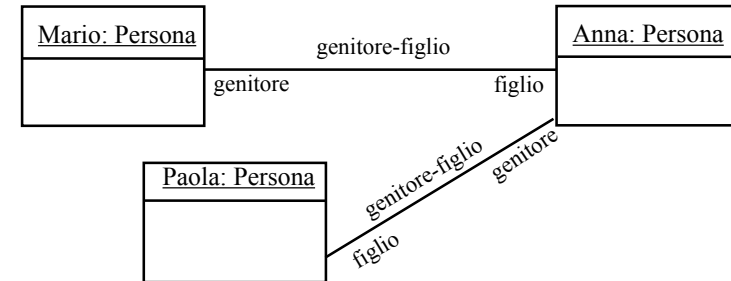 Mario: Persona
genitore-figlio
Anna: Persona
genitore
figlio
Paola: Persona
genitore-figlio
genitore
figlio